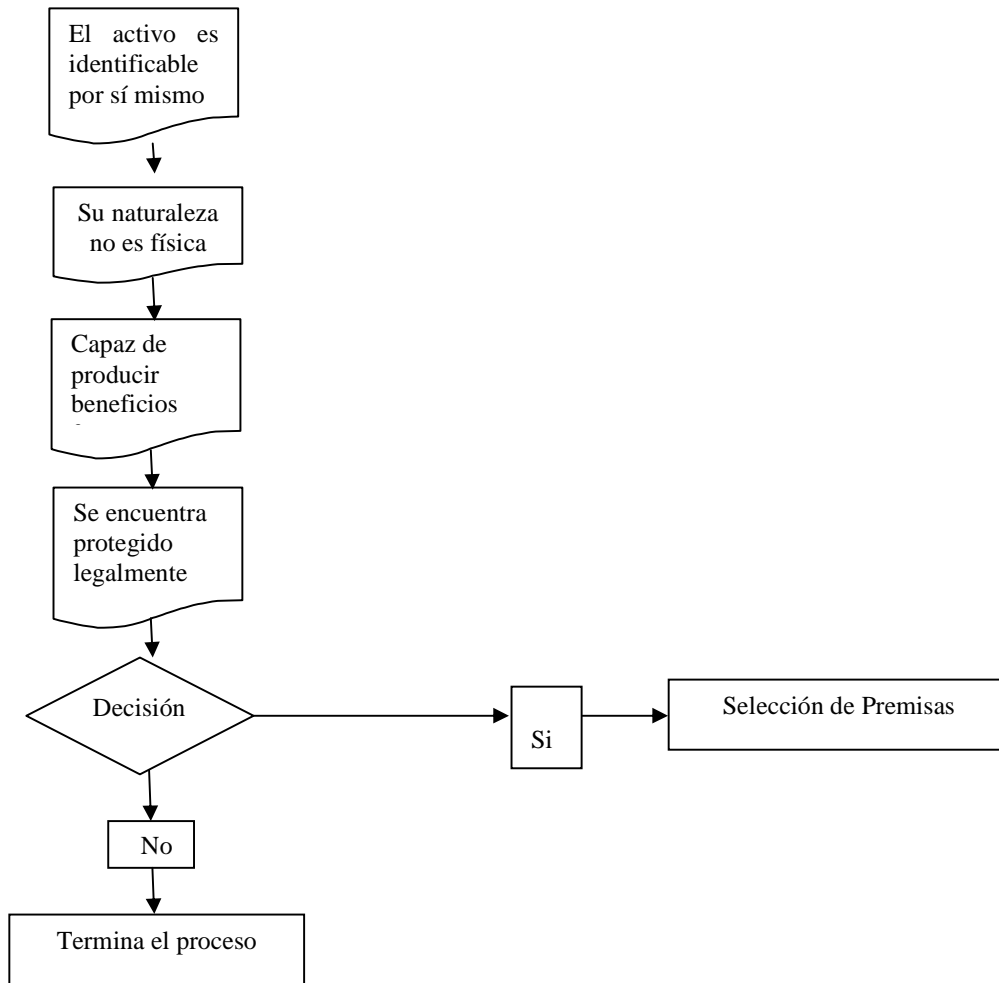 El activo es
identificable
por sí mismo
Su naturaleza
no es física
Capaz de
producir
beneficios
Se encuentra
protegido
legalmente
Decisión
Si
Selección de Premisas
No
Termina el proceso